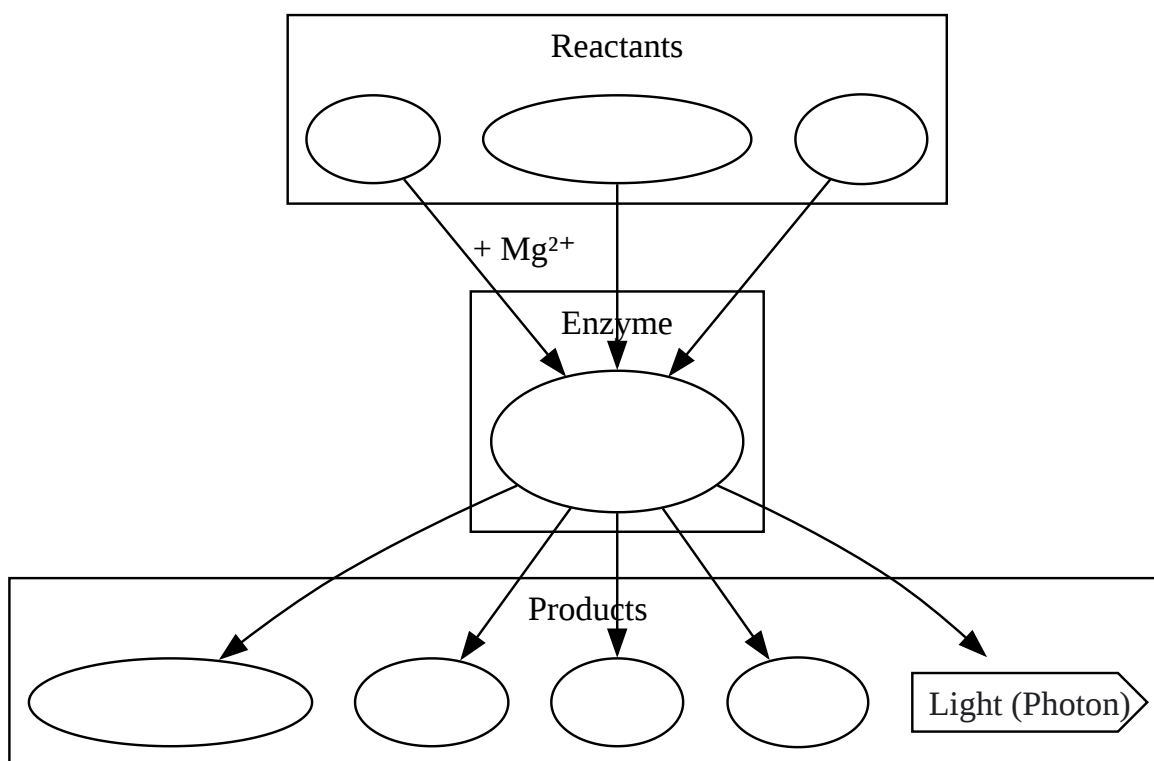 Reactants
+ Mg²⁺
Enzyme
Products
Light (Photon)